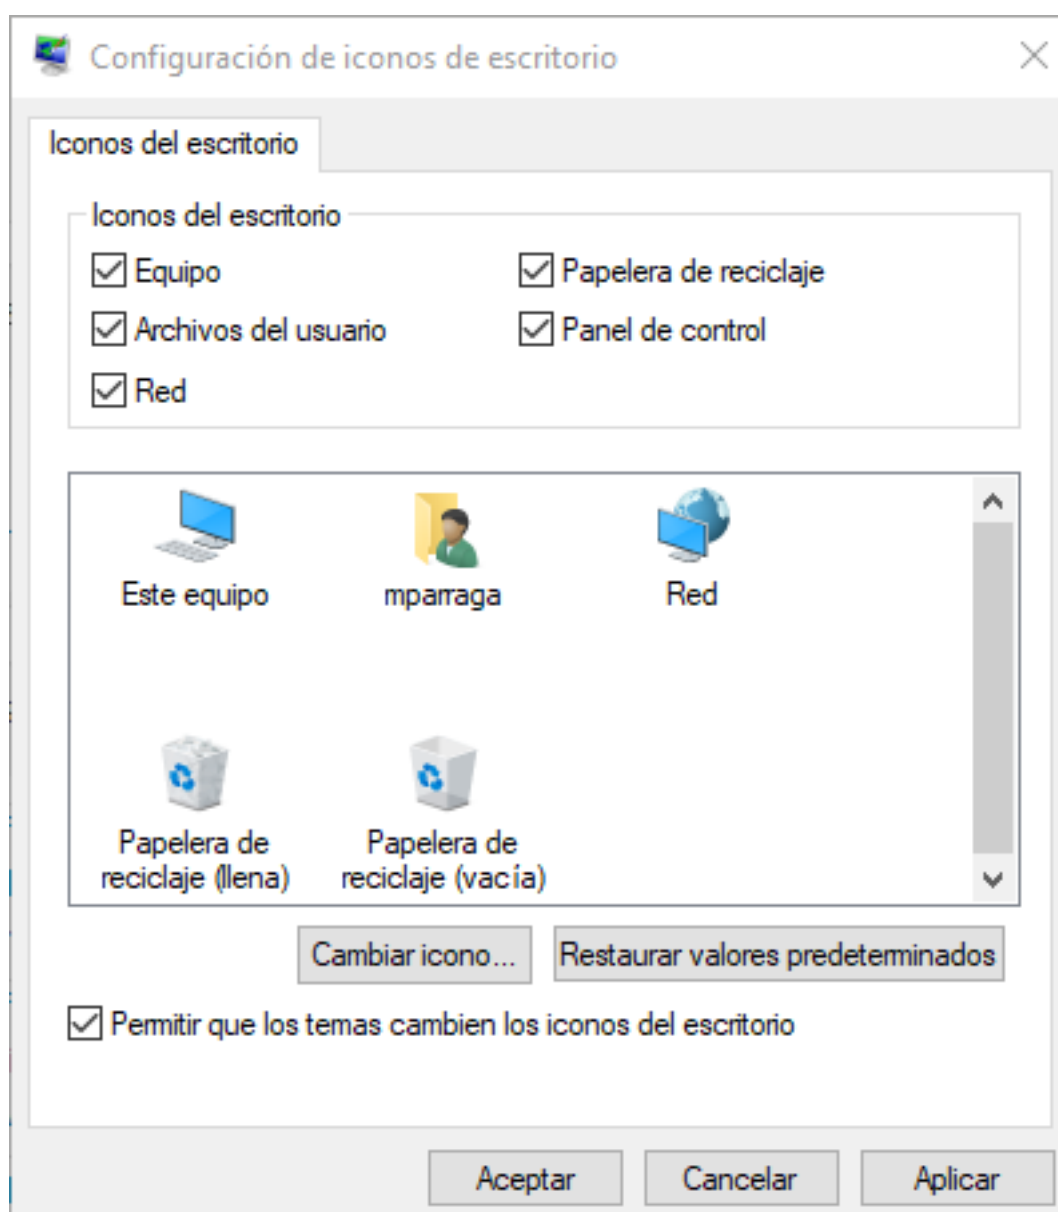 Configuración de iconos de escritorio
Iconos del escritorio
Iconos del escritorio
Equipo
Papelera de reciclaje
Archivos del usuario
Panel de control
Red
Este equipo
mparraga
Red
Papelera de
reciclaje (llena)
Papelera de
reciclaje (vacía)
Cambiar icono...
Restaurar valores predeterminados
Permitir que los temas cambien los iconos del escritorio
Aceptar
Cancelar
Aplicar